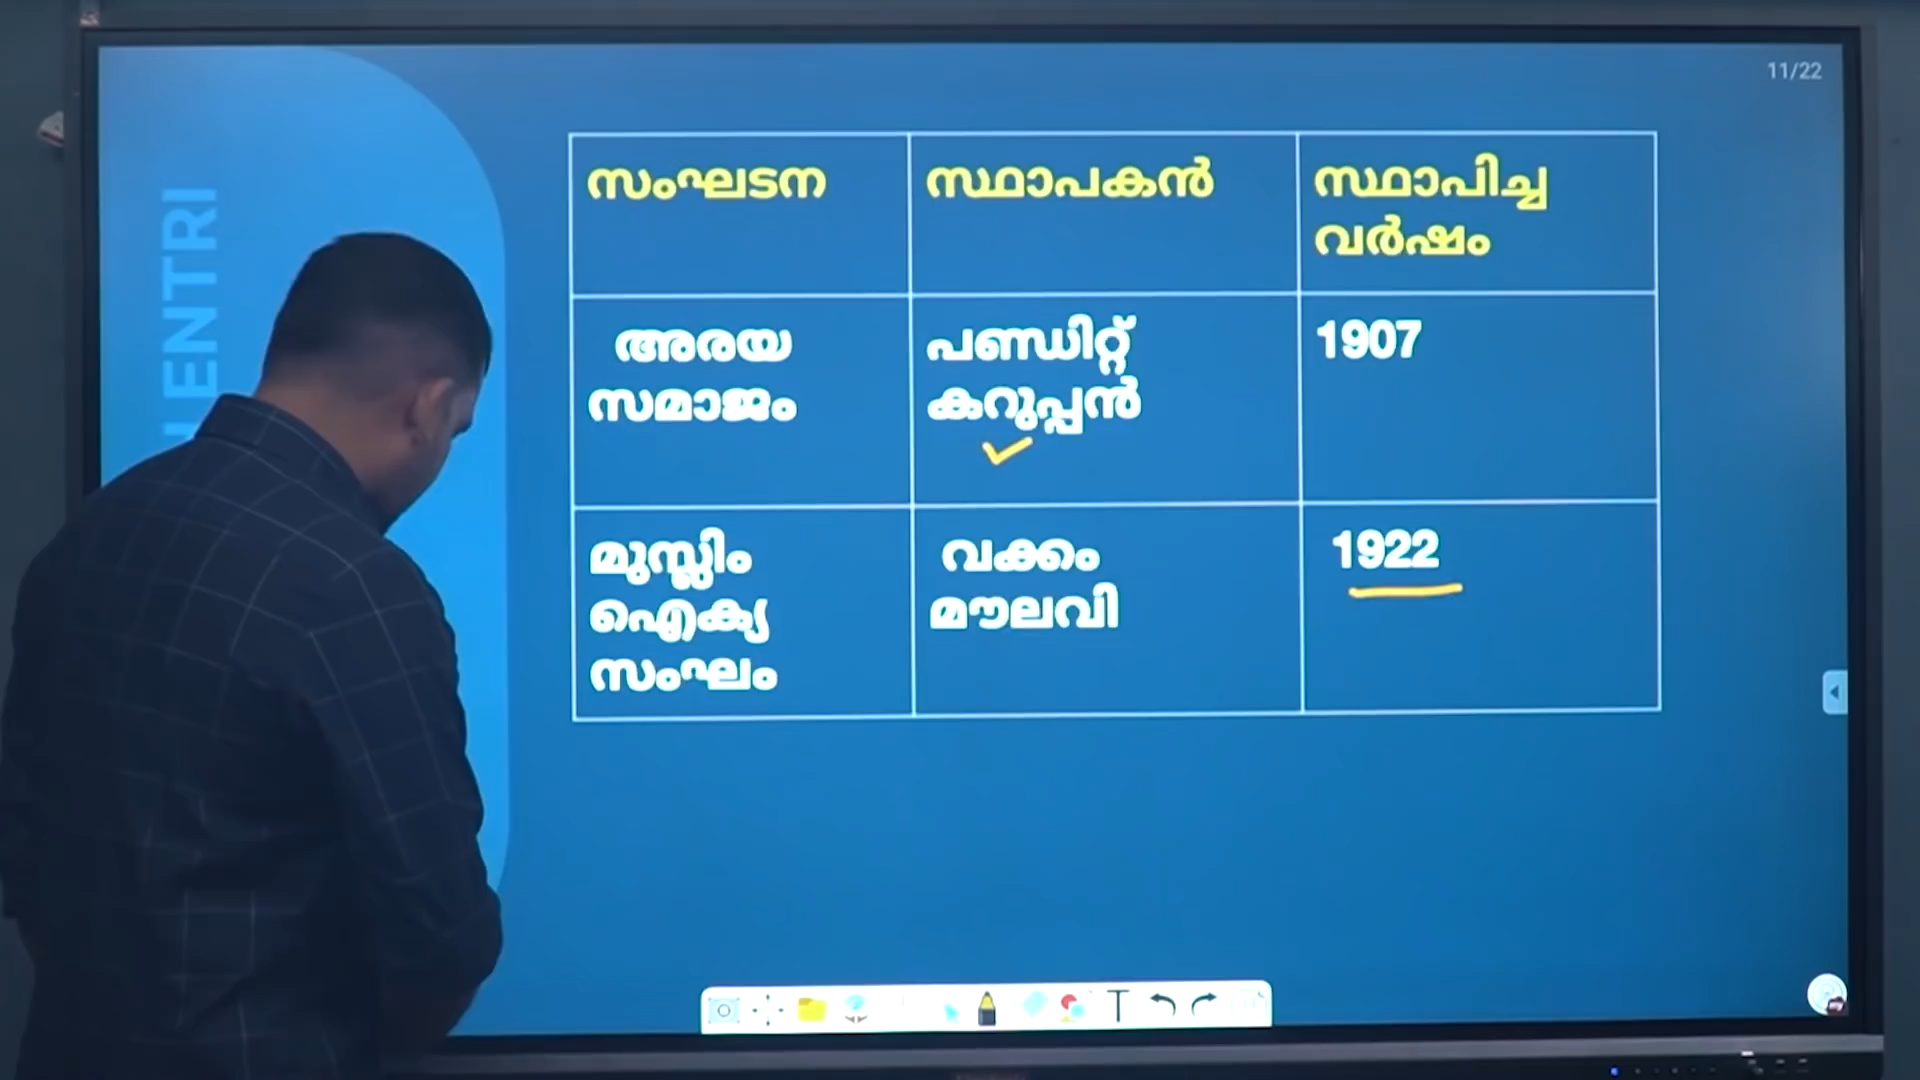 11/22
സംഘടന
സ്ഥാപകൻ
സ്ഥാപിച്ച
വർഷം
അരയ
സമാജം
പണ്ഡിറ്റ്
കറുപ്പൻ
1907
മുസ്ലിം
ഐക്യ
സംഘം
വക്കം
മൗലവി
1922
ENTRI
T